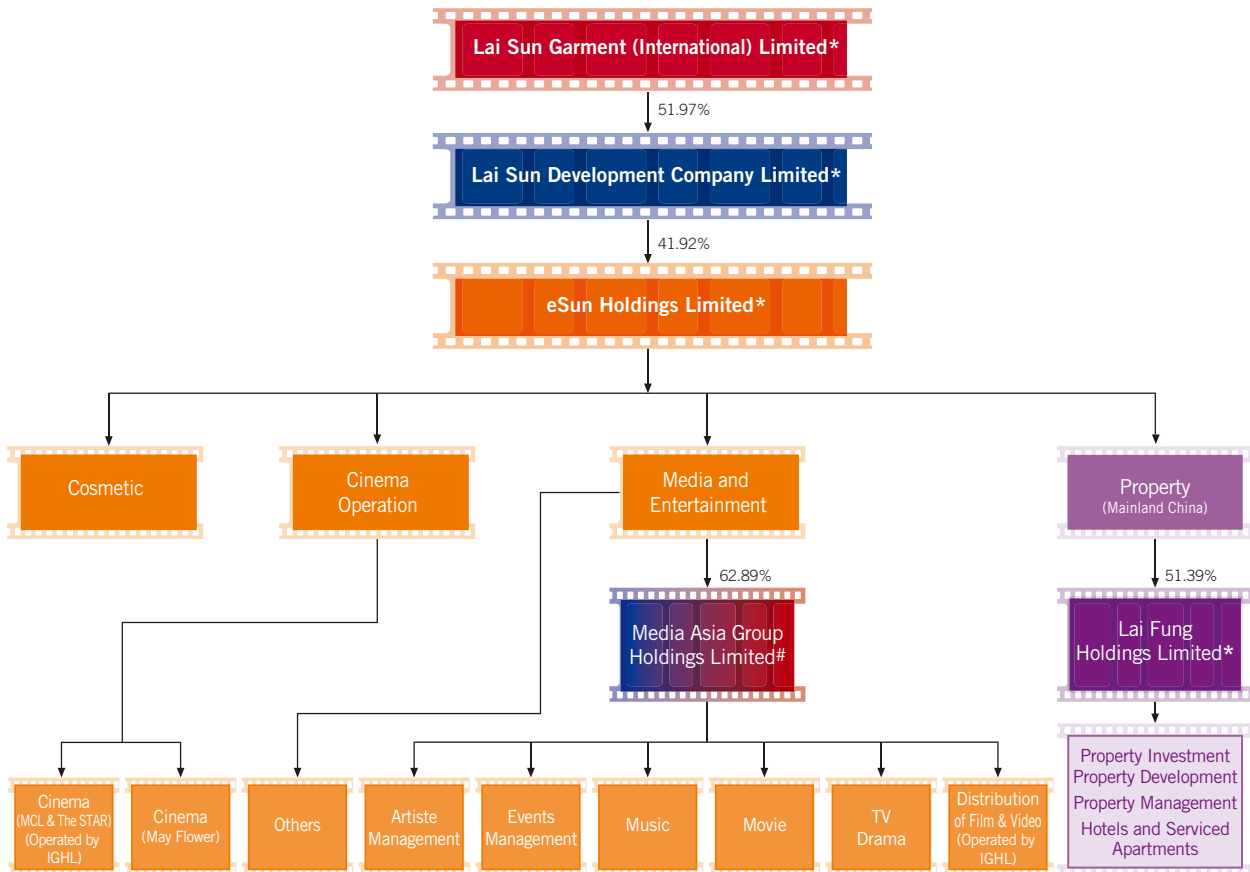 Lai Sun Garment (International) Limited*
51.97%
Lai Sun Development Company Limited*
41.92%
eSun Holdings Limited*
Cosmetic
Cinema
Operation
Media and
Entertainment
Property
(Mainland China)
62.89%
51.39%
Media Asia Group
Holdings Limited#
Lai Fung
Holdings Limited*
Cinema
(MCL & The STAR)
(Operated by
IGHL)
Cinema
(May Flower)
Others
Artiste
Management
Events
Management
Music
Movie
TV
Drama
Distribution
of Film & Video
(Operated by
IGHL)
Property Investment
Property Development
Property Management
Hotels and Serviced
Apartments